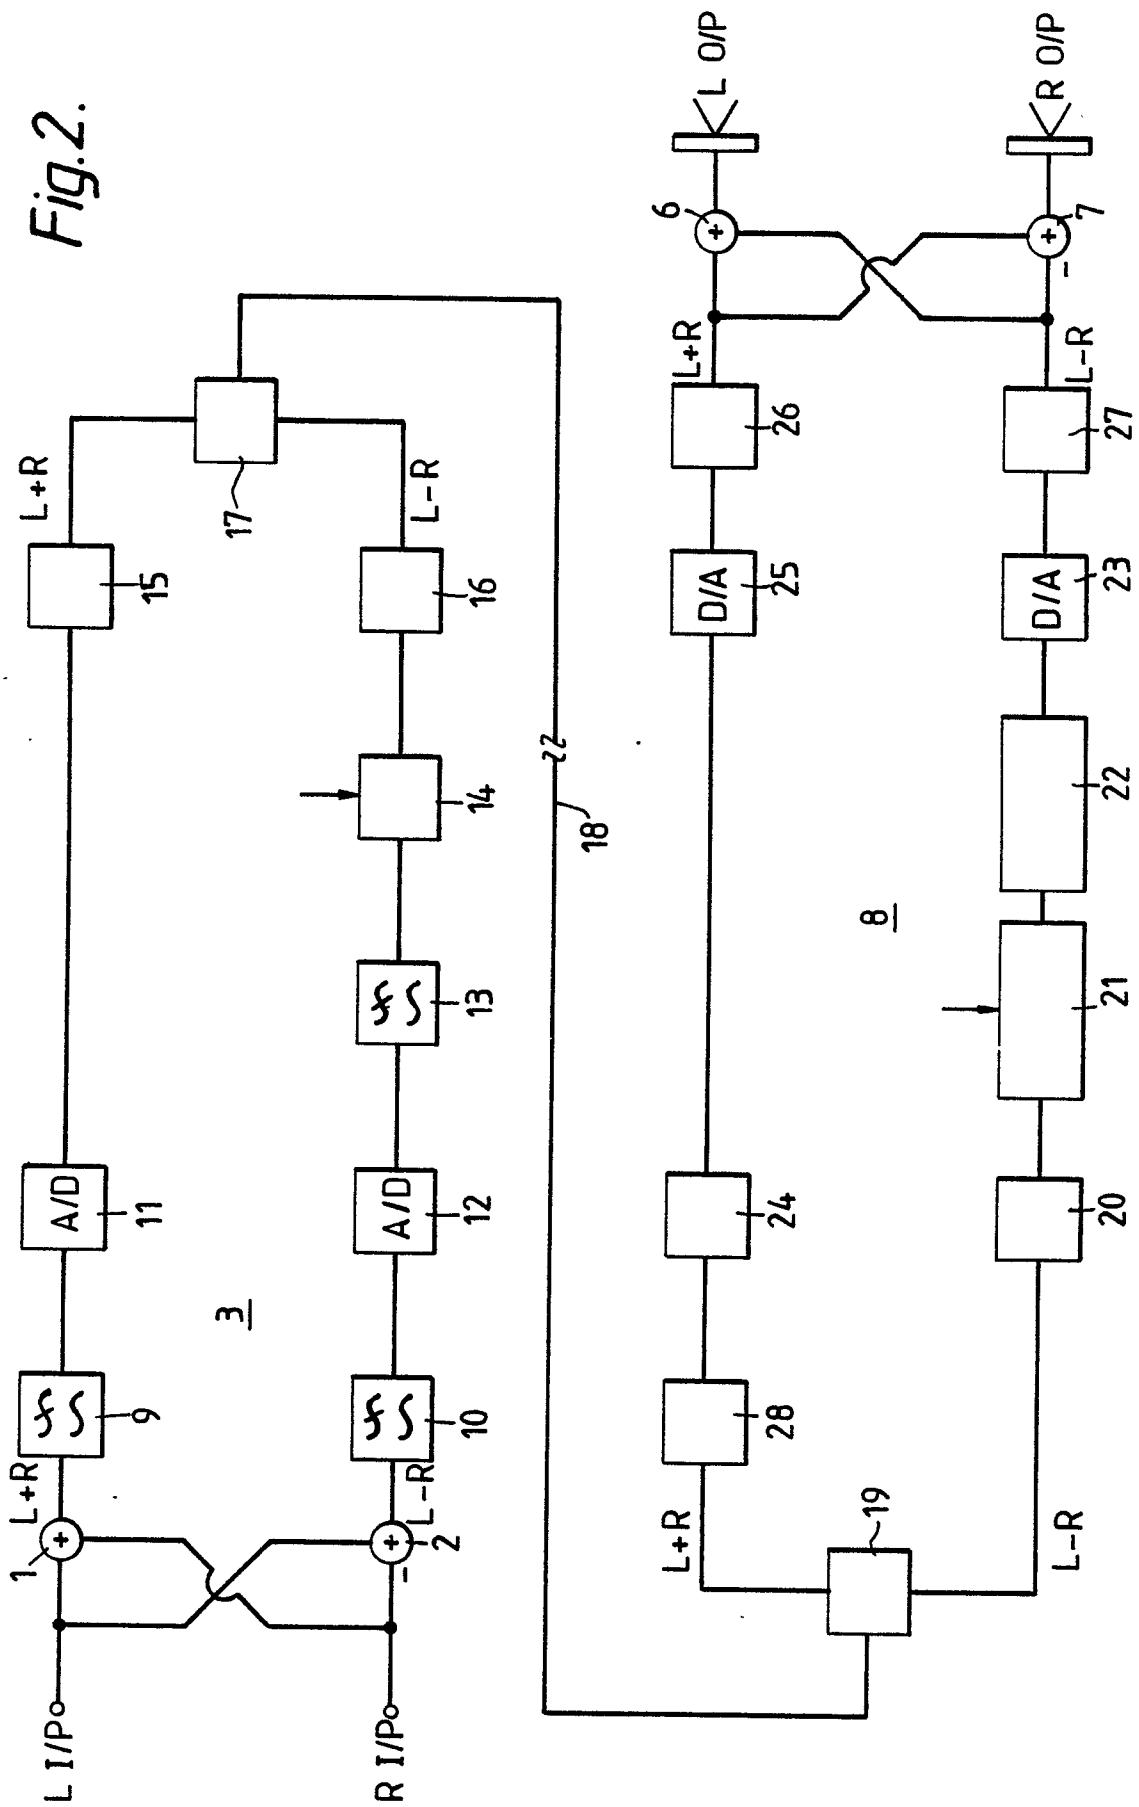 Fig.2.
L I/P
1
L+R
9
A/D
11
15
L+R
3
17
R I/P
-
2
L-R
10
A/D
12
13
14
16
L-R
18
L+R
28
24
D/A
25
26
L+R
6
L O/P
19
8
L-R
20
21
22
D/A
23
27
L-R
-
7
R O/P
+
+
+
+